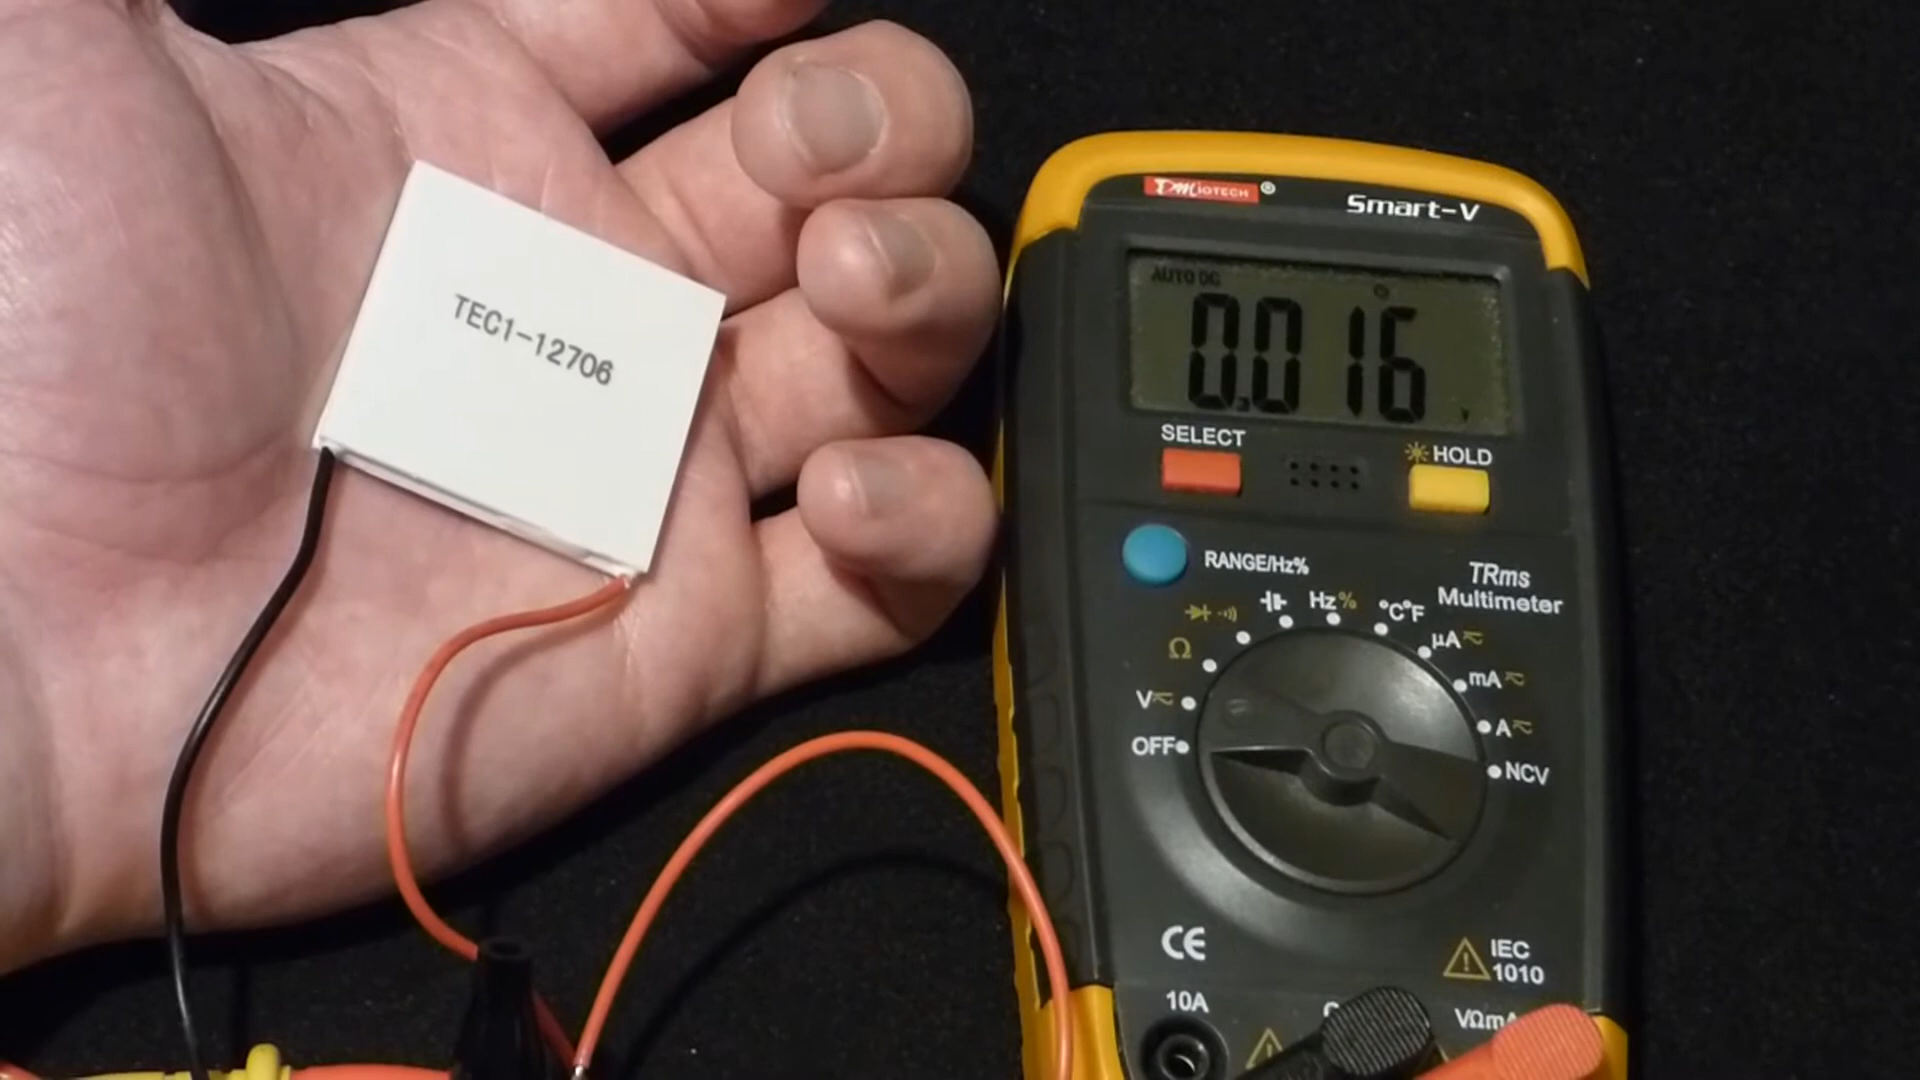 TEC1-12706
DMiOTECH®
Smart-V
AUTO DC
0.016
V
SELECT
HOLD
RANGE/Hz%
TRms
Multimeter
Hz%
°C°F
µA
Ω
mA
V
A
OFF
NCV
CE
IEC
1010
10A